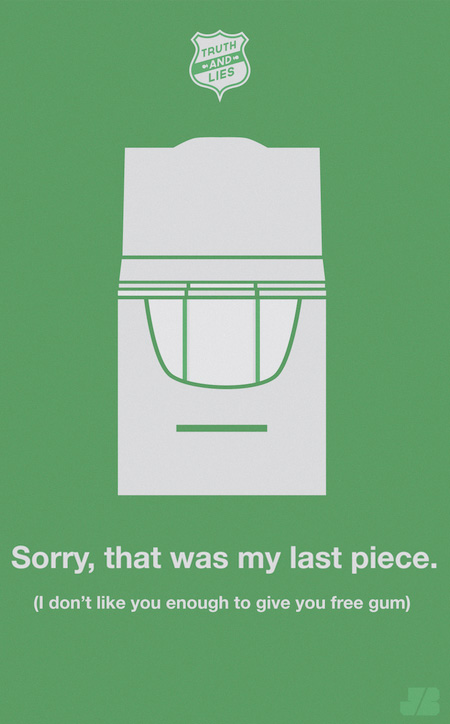 TRUTH
AND
LIES
Sorry, that was my last piece.
(I don't like you enough to give you free gum)
JB